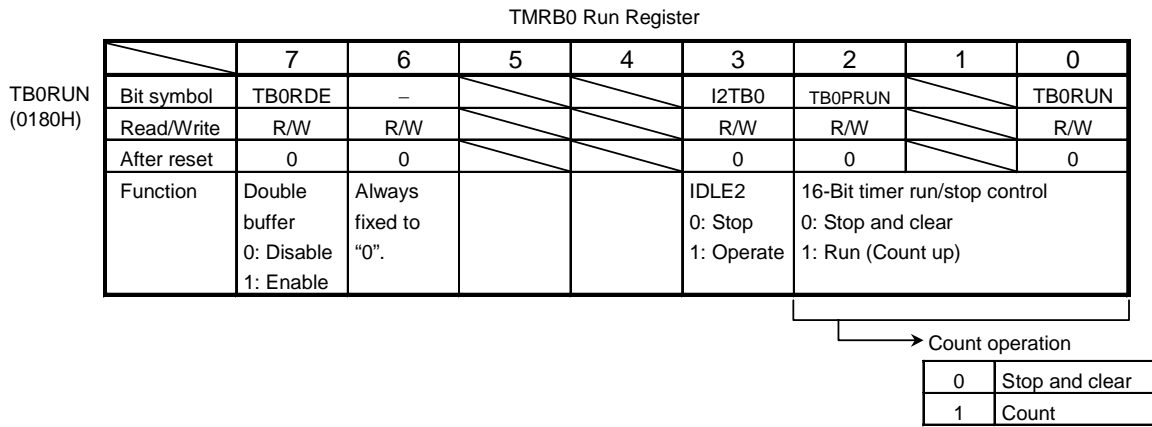 TMRB0 Run Register
7 6 5 4 3 2 1 0
TB0RUN
(0180H)
Bit symbol TB0RDE − I2TB0 TB0PRUN TB0RUN
Read/Write R/W R/W R/W R/W R/W
After reset 0 0 0 0 0
Function Double Always IDLE2 16-Bit timer run/stop control
buffer fixed to 0: Stop 0: Stop and clear
0: Disable “0”. 1: Operate 1: Run (Count up)
1: Enable
Count operation
0 Stop and clear
1 Count